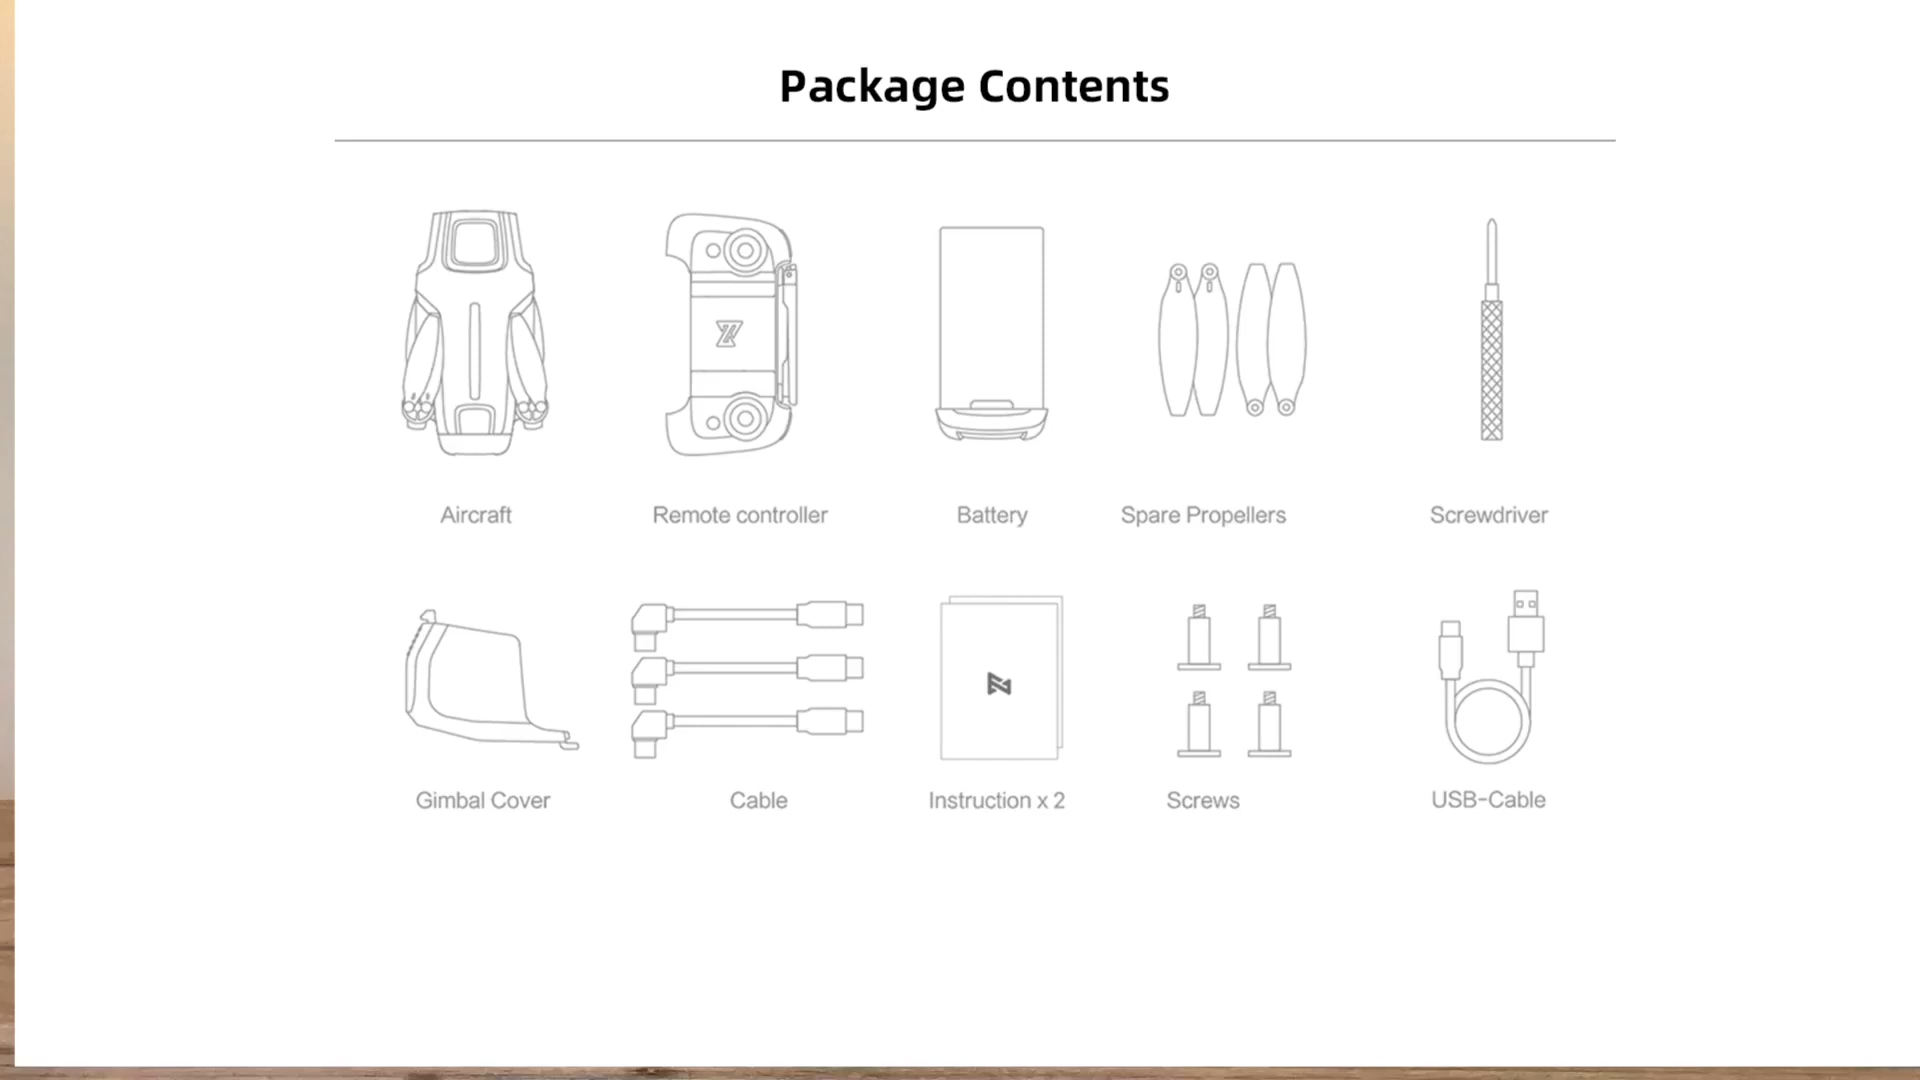 Package Contents
Aircraft
Remote controller
Battery
Spare Propellers
Screwdriver
Gimbal Cover
Cable
Instruction x 2
Screws
USB-Cable